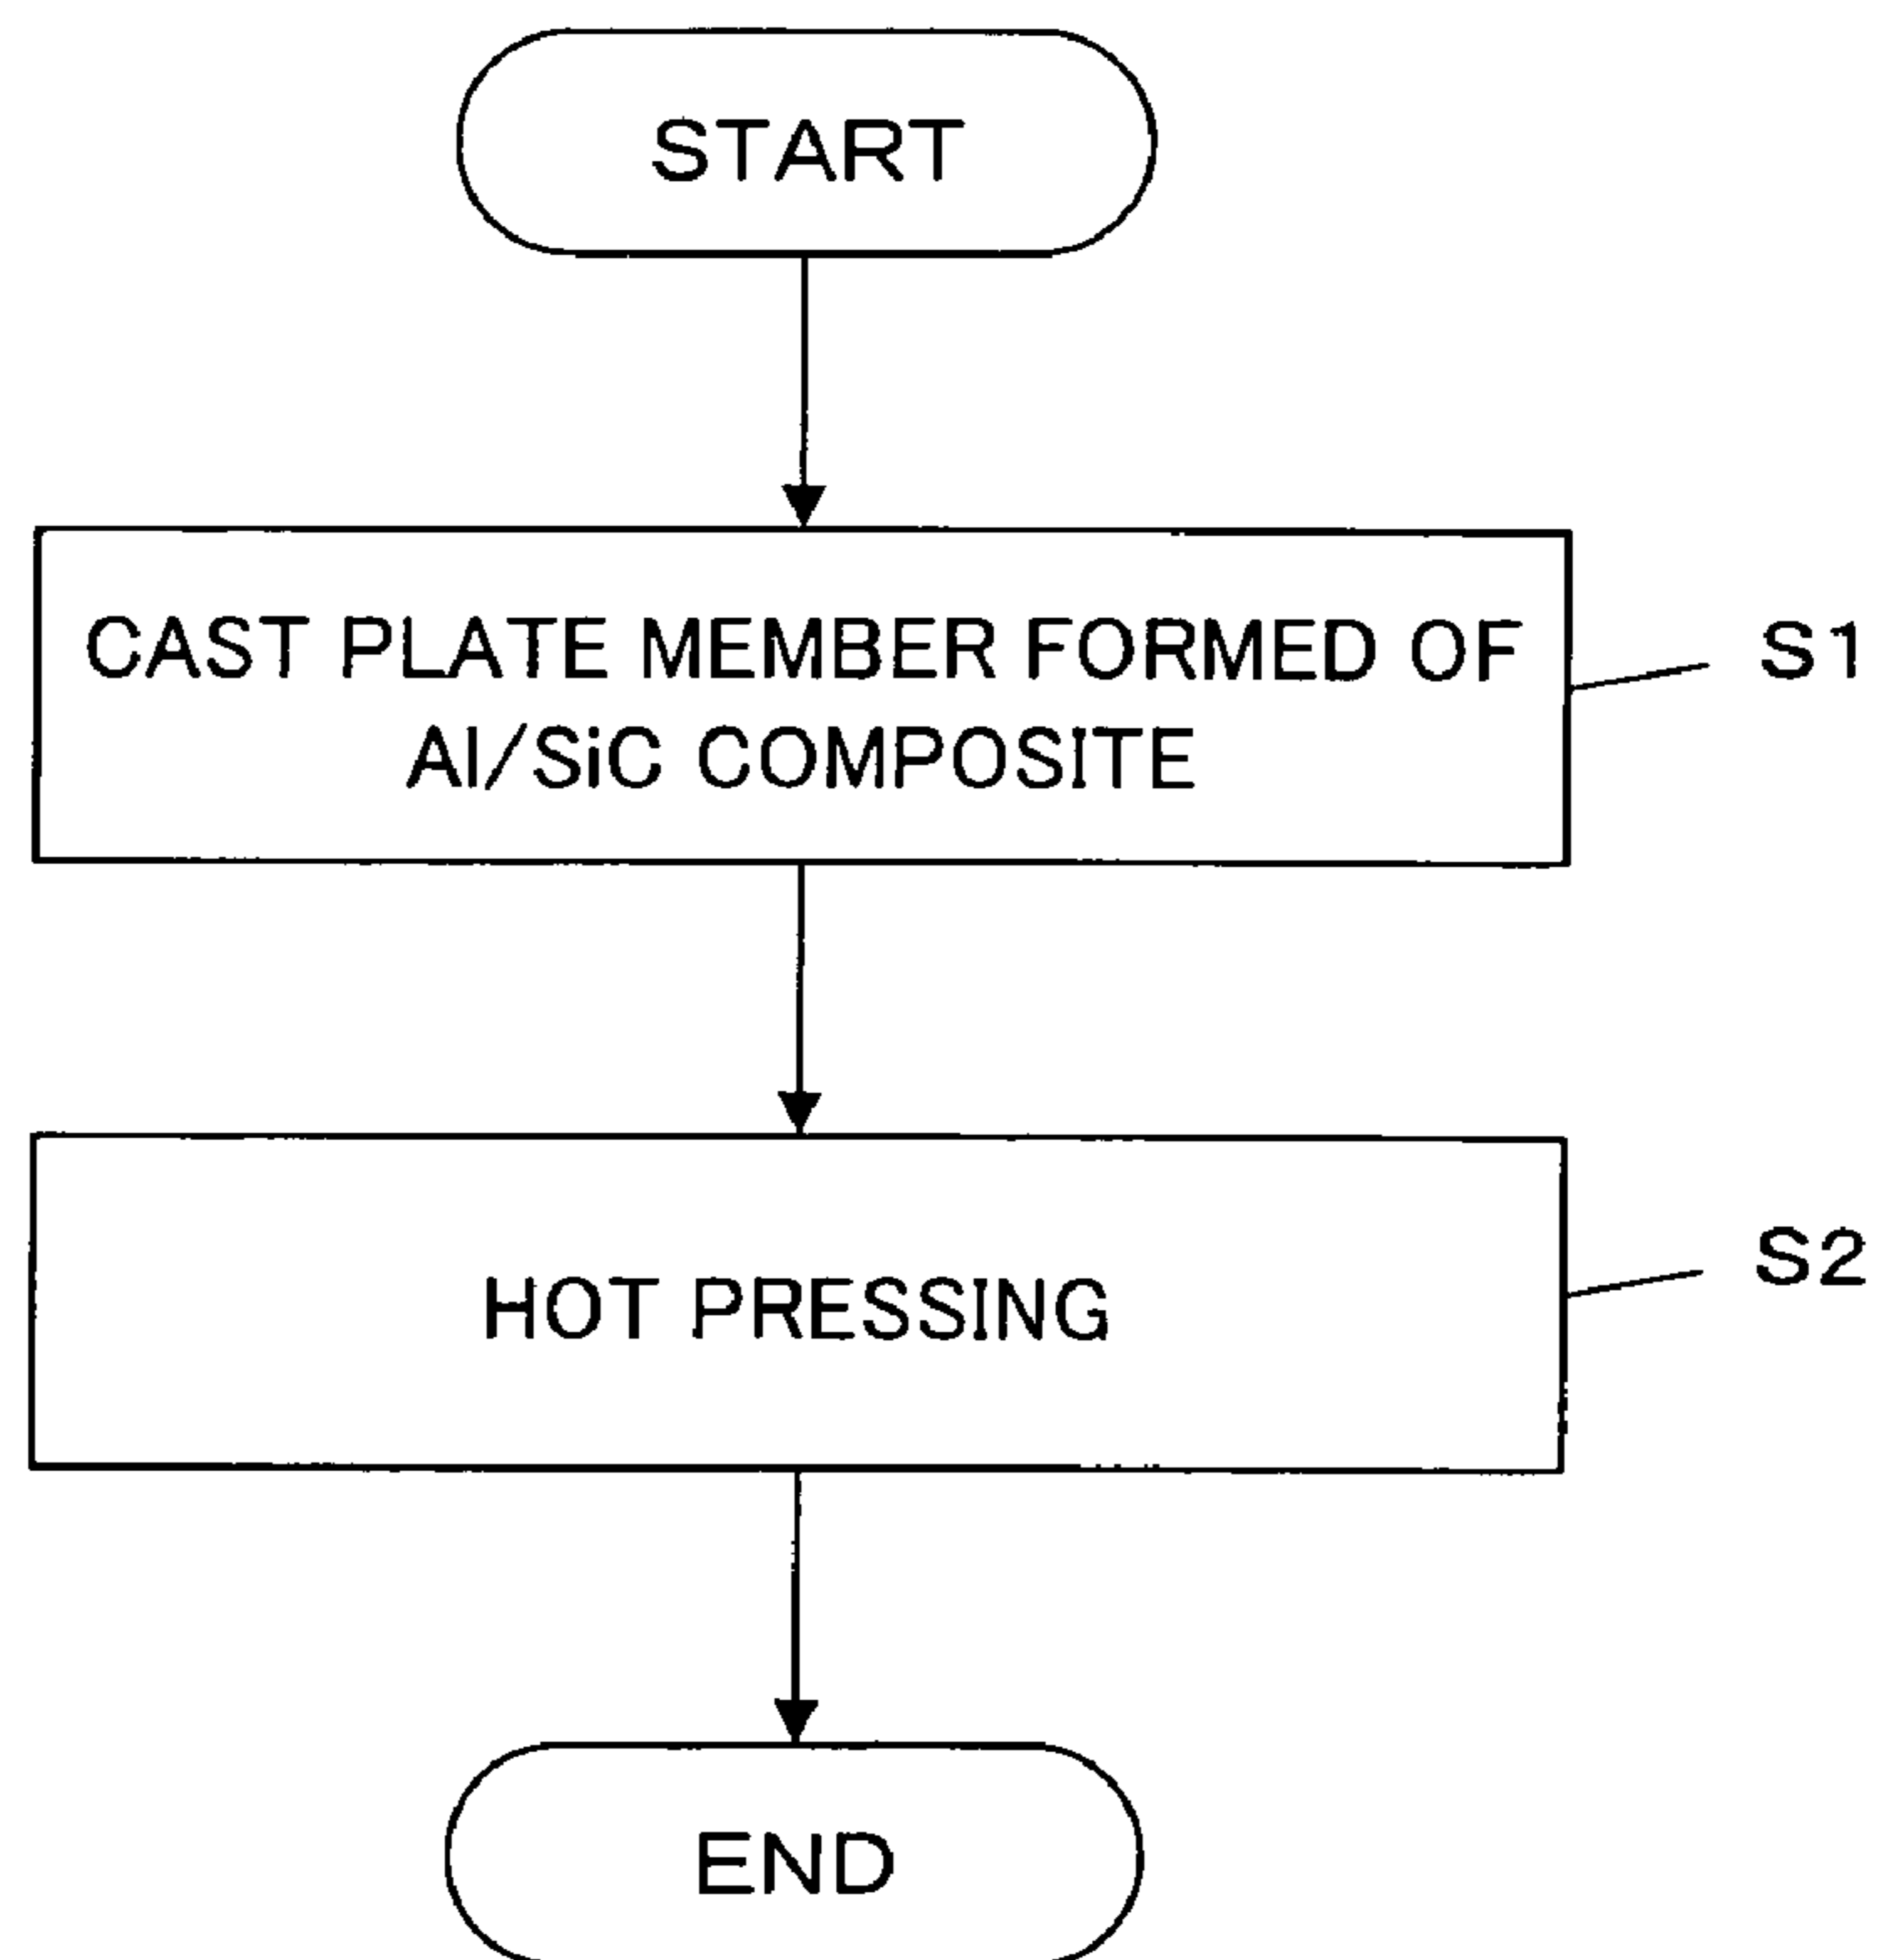 START
CAST PLATE MEMBER FORMED OF
Al/SiC COMPOSITE
S1
HOT PRESSING
S2
END